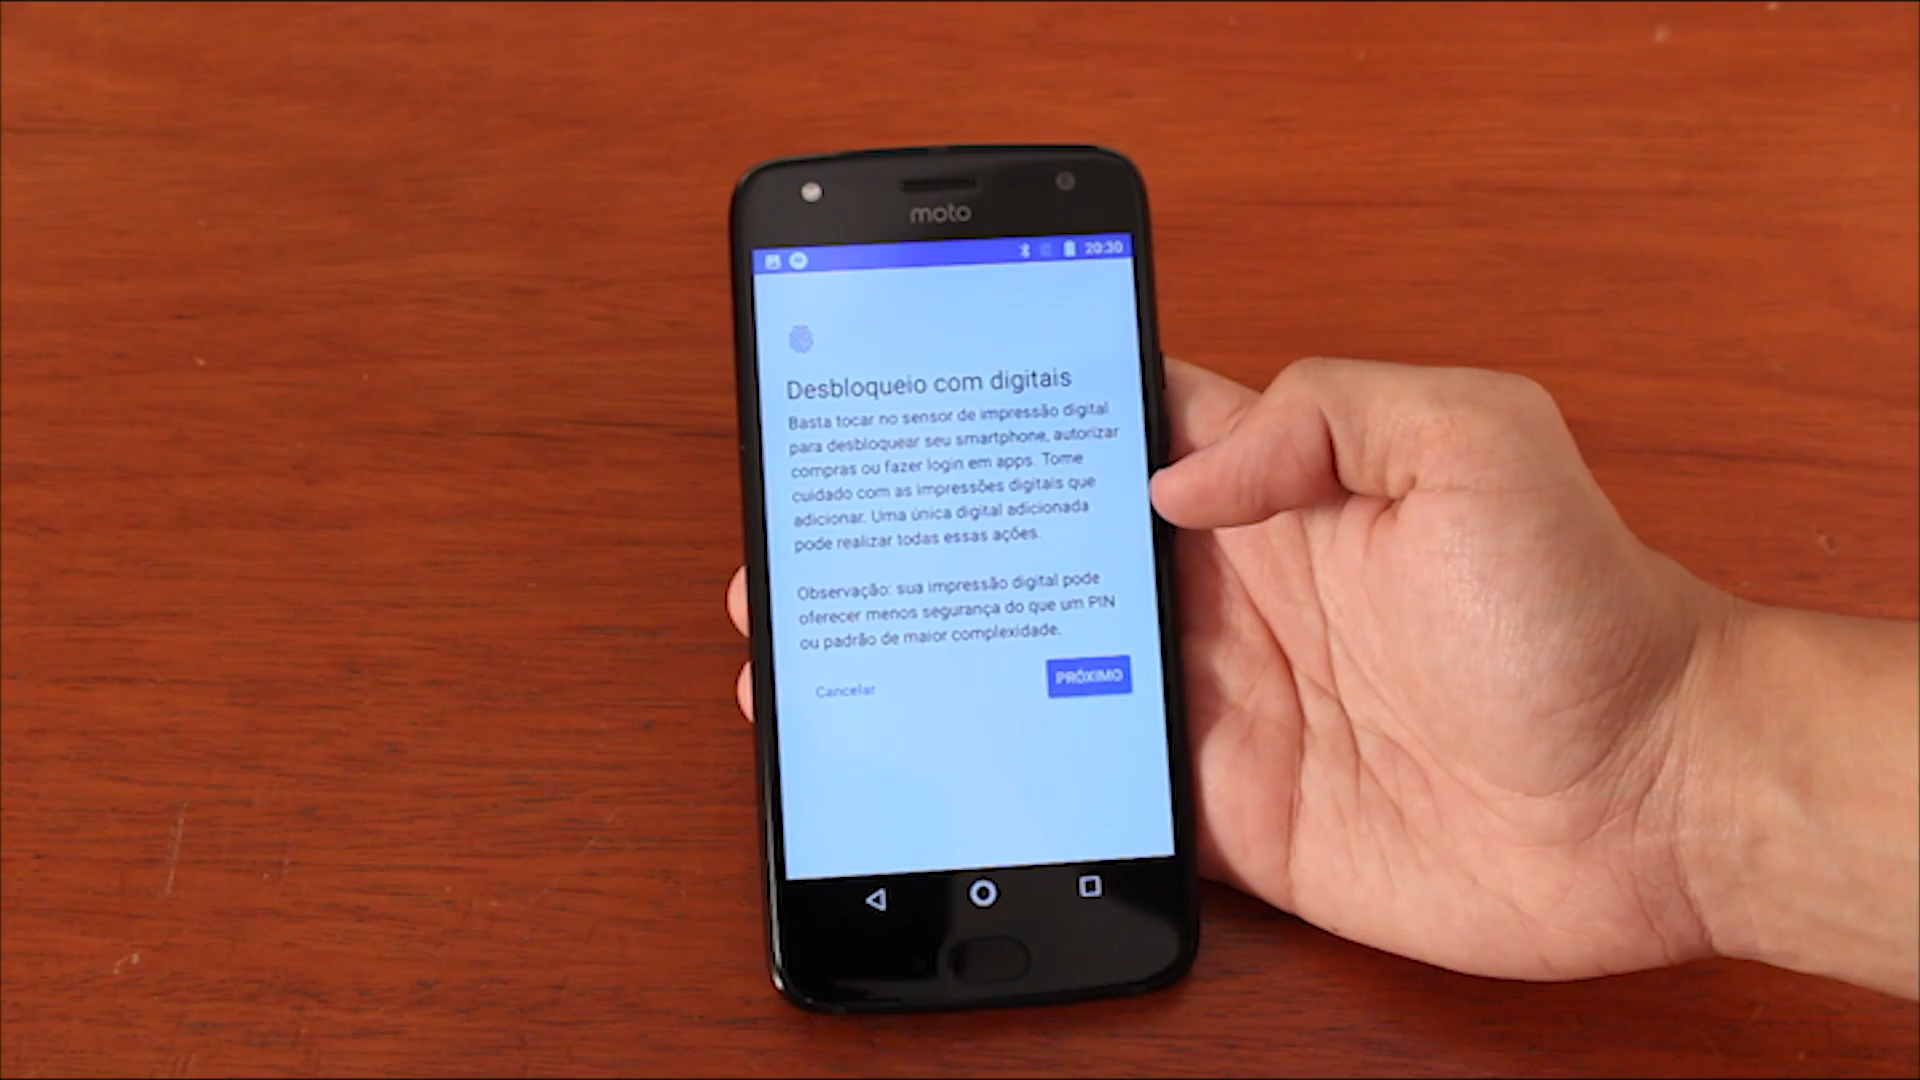 moto
20:30
Desbloqueio com digitais
Basta tocar no sensor de impressão digital
para desbloquear seu smartphone, autorizar
compras ou fazer login em apps. Tome
cuidado com as impressões digitais que
adicionar. Uma única digital adicionada
pode realizar todas essas ações.
Observação: sua impressão digital pode
oferecer menos segurança do que um PIN
ou padrão de maior complexidade.
Cancelar
PRÓXIMO